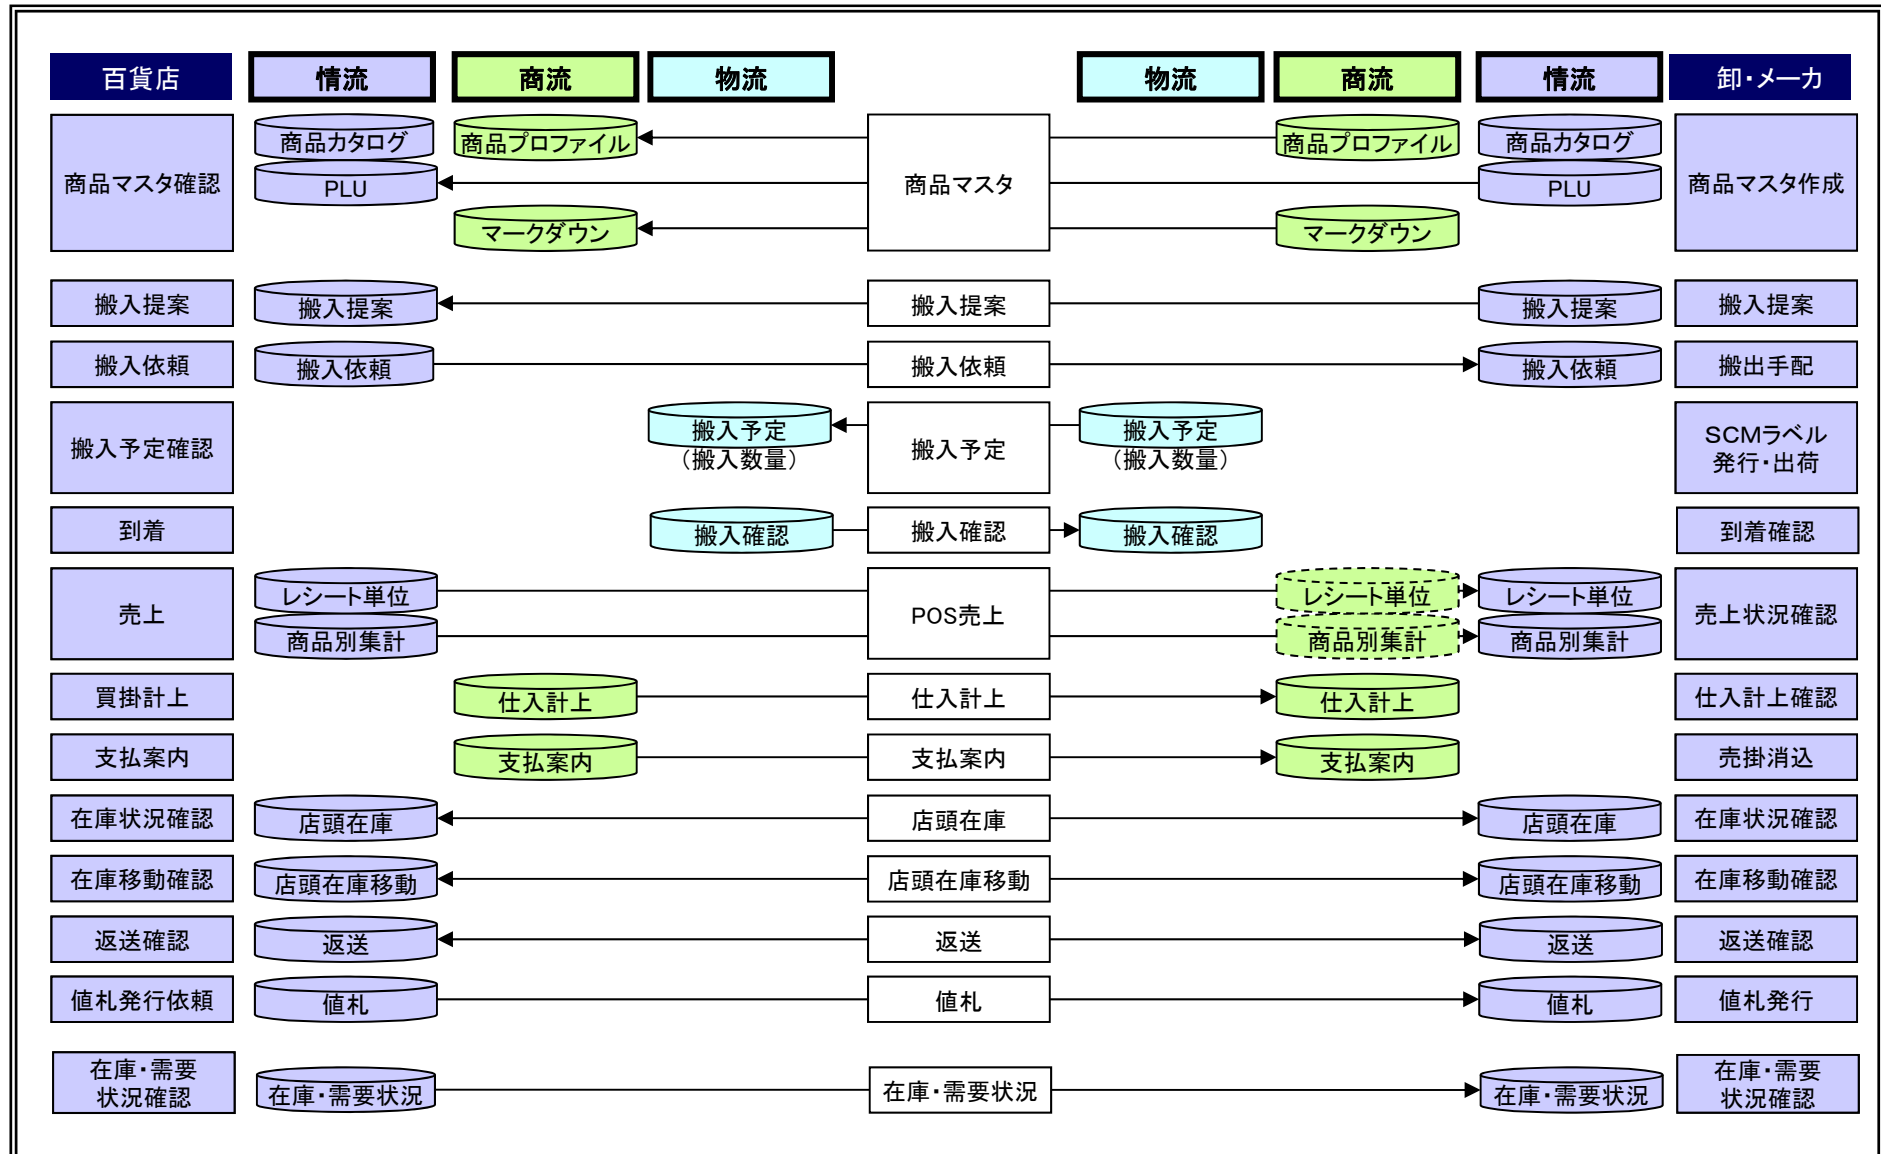 百貨店 情流 商流 物流 物流 商流 情流 卸・メーカ
商品カタログ 商品プロファイル 商品プロファイル 商品カタログ
商品マスタ確認 PLU 商品マスタ PLU 商品マスタ作成
マークダウン マークダウン
搬入提案 搬入提案 搬入提案 搬入提案 搬入提案
搬入依頼 搬入依頼 搬入依頼 搬入依頼 搬出手配
搬入予定確認 搬入予定 搬入予定 搬入予定 SCMラベル
（搬入数量） （搬入数量） 発行・出荷
到着 搬入確認 搬入確認 搬入確認 到着確認
レシート単位 レシート単位 レシート単位
売上 POS売上 売上状況確認
商品別集計 商品別集計 商品別集計
買掛計上 仕入計上 仕入計上 仕入計上 仕入計上確認
支払案内 支払案内 支払案内 支払案内 売掛消込
在庫状況確認 店頭在庫 店頭在庫 店頭在庫 在庫状況確認
在庫移動確認 店頭在庫移動 店頭在庫移動 店頭在庫移動 在庫移動確認
返送確認 返送 返送 返送 返送確認
値札発行依頼 値札 値札 値札 値札発行
在庫・需要 在庫・需要
状況確認 在庫・需要状況 在庫・需要状況 在庫・需要状況 状況確認